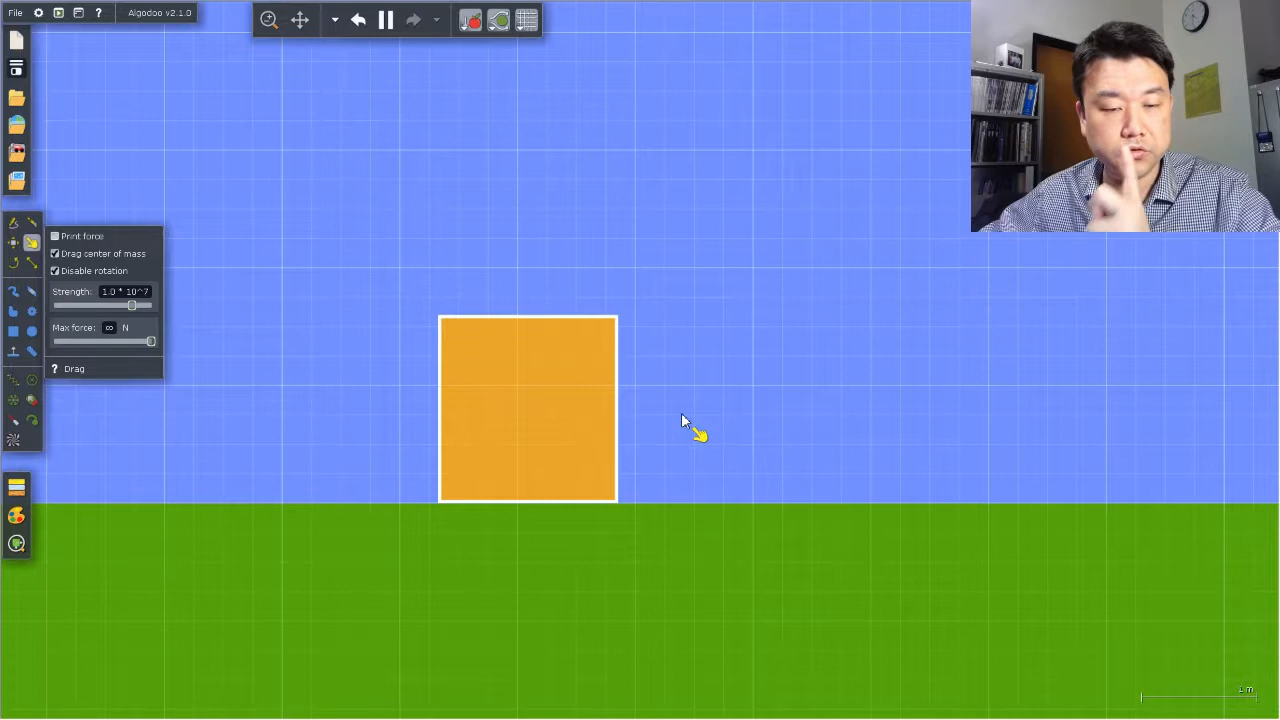 File ? Algodoo v2.1.0
Print force
Drag center of mass
Disable rotation
Strength: 1.0 * 10^7
Max force: ∞ N
? Drag
1 m